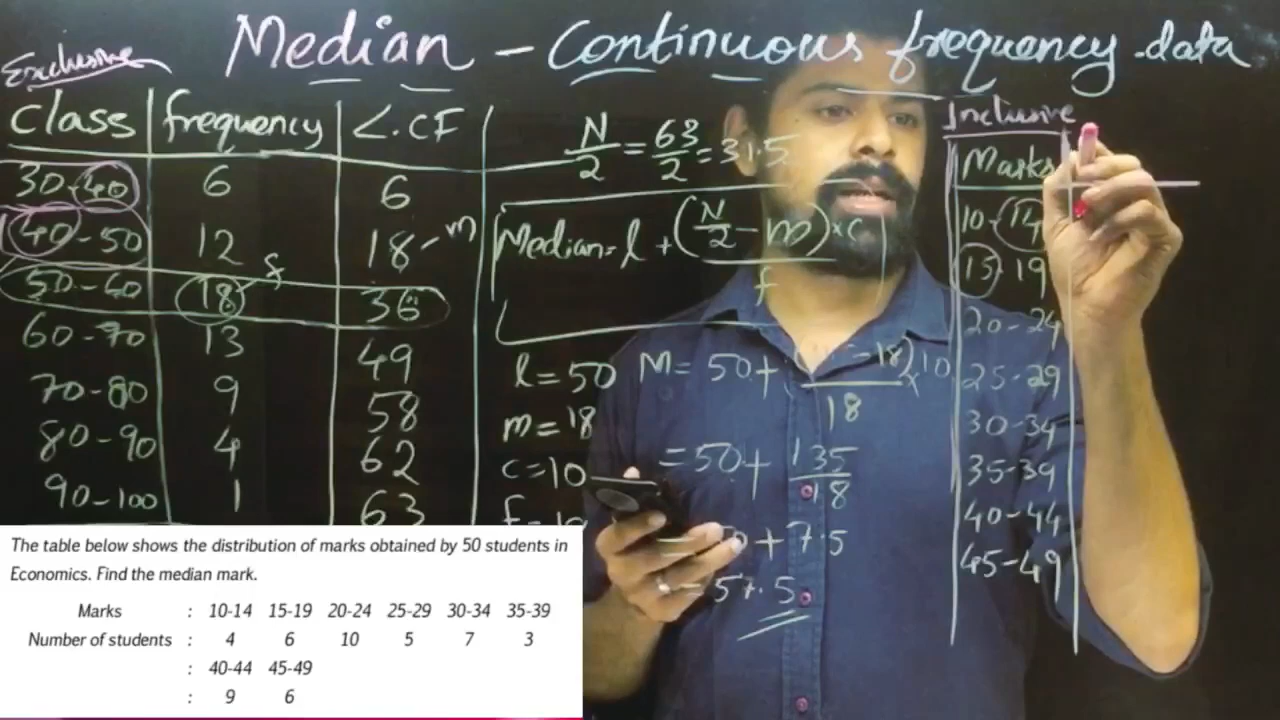 Median - Continuous frequency data
Exclusive
class frequency <.CF
30-40 6 6
40-50 12 18 m
50-60 18 f 36
60-70 13 49
70-80 9 58
80-90 4 62
90-100 1 63
N/2 = 63/2 = 31.5
Median = l + (N/2 - m) × c / f
l = 50
m = 18
c = 10
M = 50 + -18) × 10 / 18
= 50 + 135 / 18
+ 7.5
Inclusive
Marks
10-14
15-19
20-24
25-29
30-34
35-39
40-44
45-49
The table below shows the distribution of marks obtained by 50 students in
Economics. Find the median mark.
Marks : 10-14 15-19 20-24 25-29 30-34 35-39
Number of students : 4 6 10 5 7 3
: 40-44 45-49
: 9 6